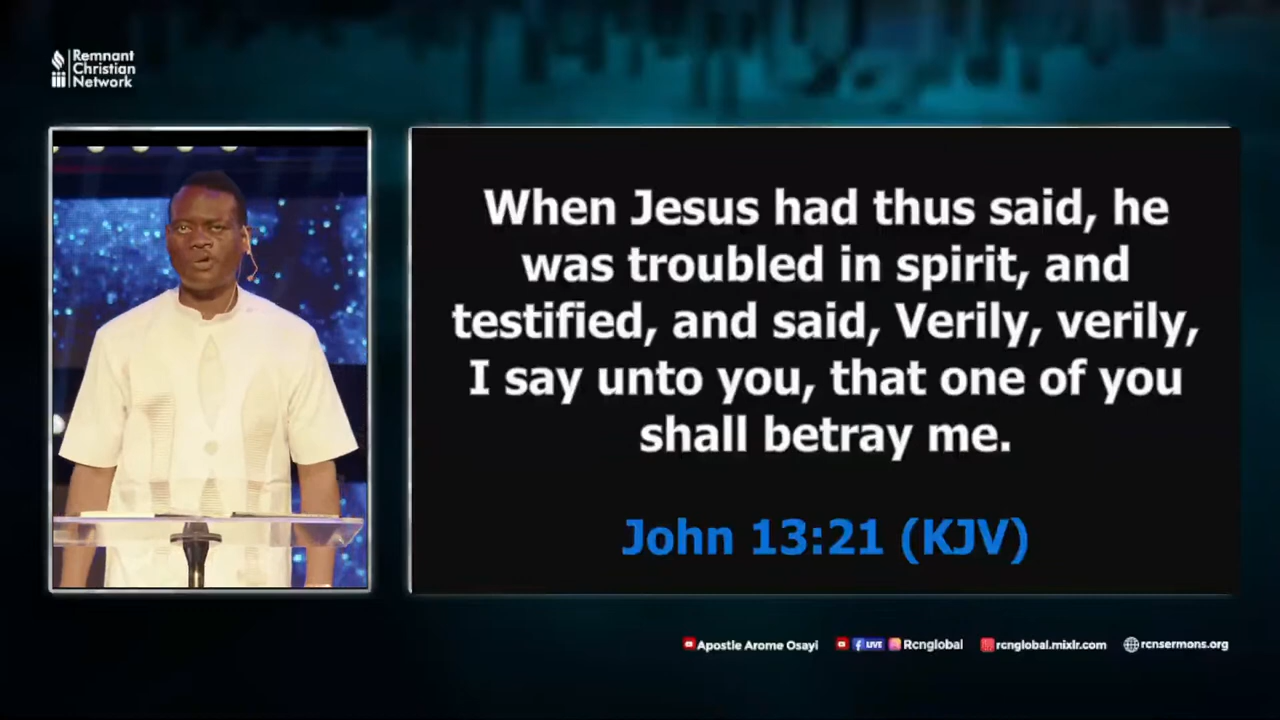 Remnant
Christian
Network
When Jesus had thus said, he
was troubled in spirit, and
testified, and said, Verily, verily,
I say unto you, that one of you
shall betray me.
John 13:21 (KJV)
Apostle Arome Osayi
LIVE
Rcnglobal
rcnglobal.mixlr.com
rcnsermons.org